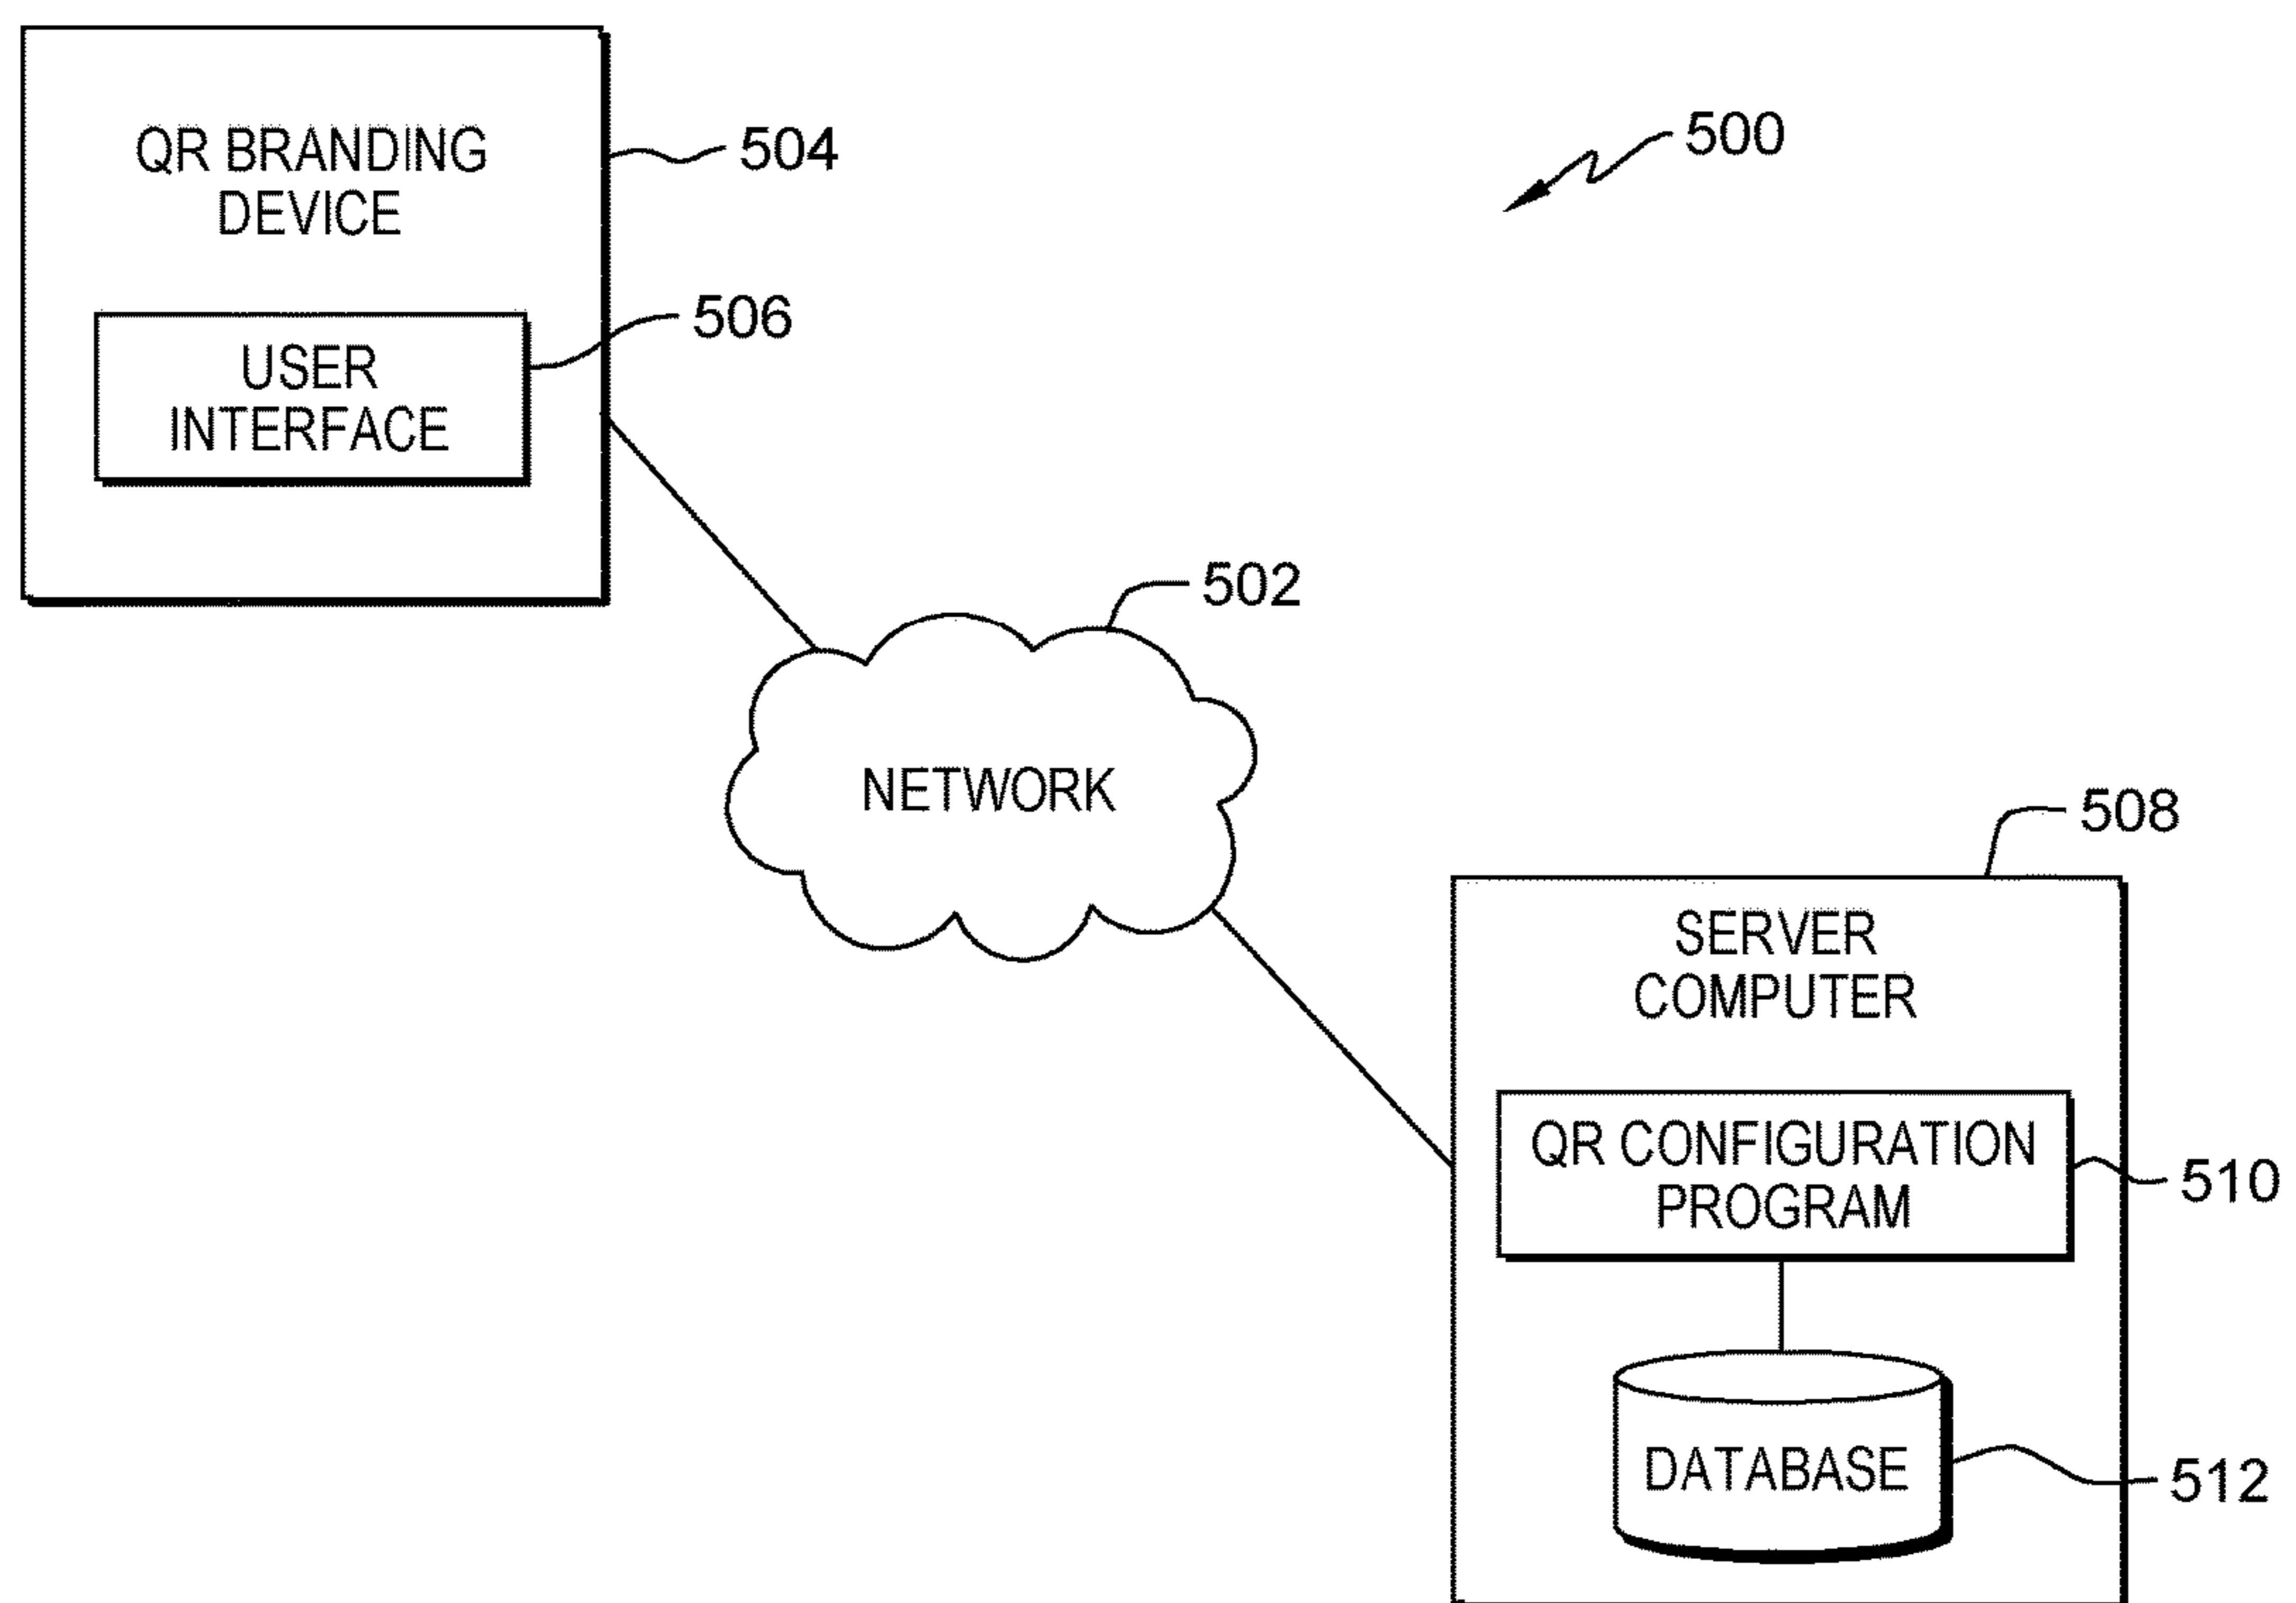 QR BRANDING
DEVICE
504
500
USER
INTERFACE
506
502
NETWORK
508
SERVER
COMPUTER
QR CONFIGURATION
PROGRAM
510
DATABASE
512